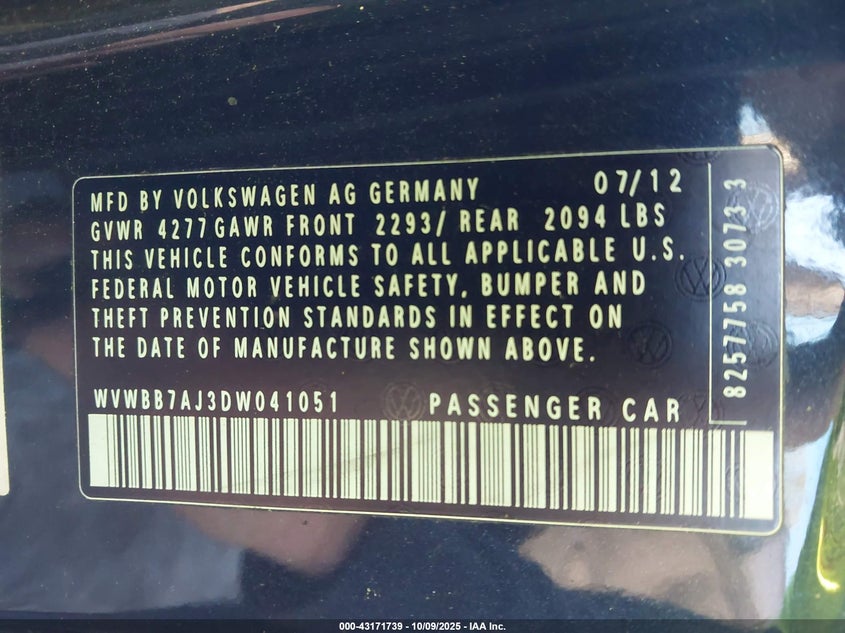 MFD BY VOLKSWAGEN AG GERMANY 07/12
GVWR 4277 GAWR FRONT 2293/ REAR 2094 LBS
THIS VEHICLE CONFORMS TO ALL APPLICABLE U.S.
FEDERAL MOTOR VEHICLE SAFETY, BUMPER AND
THEFT PREVENTION STANDARDS IN EFFECT ON
THE DATE OF MANUFACTURE SHOWN ABOVE.
WVWBB7AJ3DW041051 PASSENGER CAR
8257758 3073 3
000-43171739 - 10/09/2025 - IAA Inc.